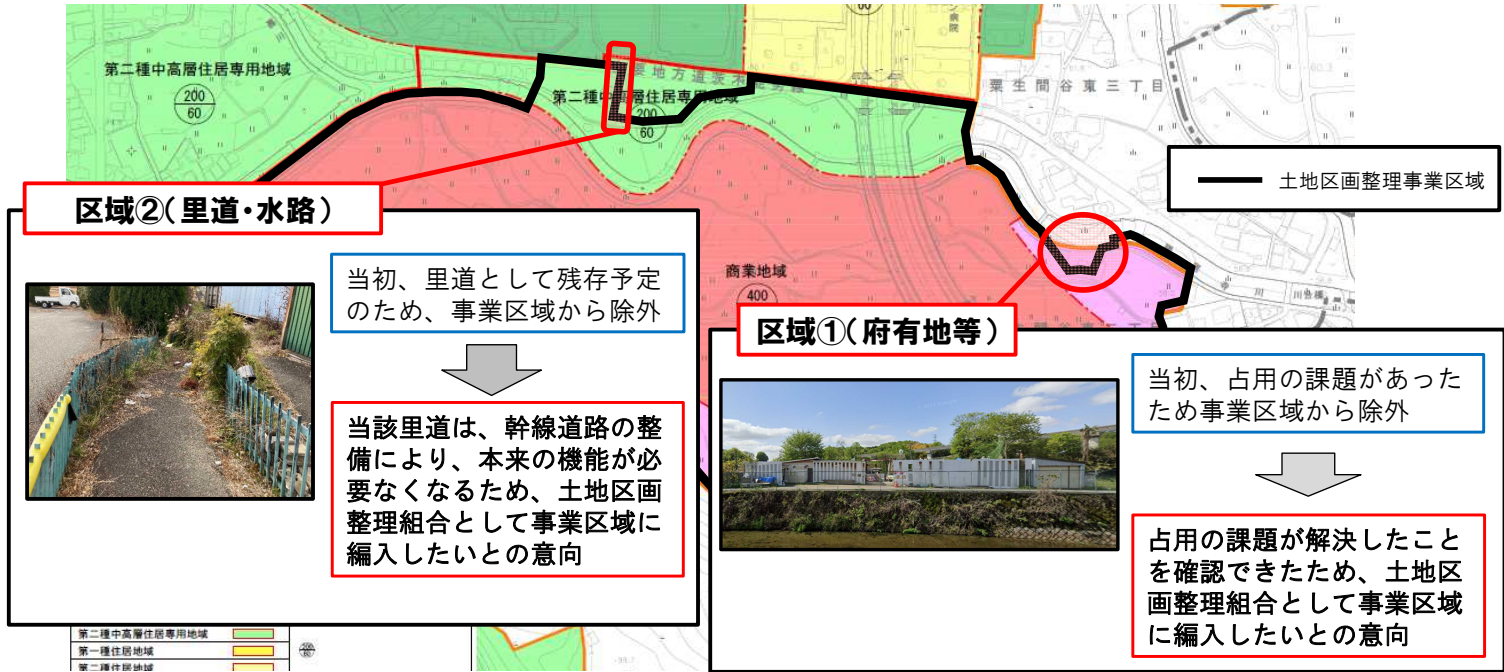 第二種中高層住居専用地域
200
60
60
病院
第二種中高層住居専用地域
200
60
粟生間谷東三丁目
土地区画整理事業区域
区域②(里道・水路)
当初、里道として残存予定
のため、事業区域から除外
当該里道は、幹線道路の整
備により、本来の機能が必
要なくなるため、土地区画
整理組合として事業区域に
編入したいとの意向
商業地域
400
区域①(府有地等)
当初、占用の課題があった
ため事業区域から除外
占用の課題が解決したこと
を確認できたため、土地区
画整理組合として事業区域
に編入したいとの意向
第二種中高層住居専用地域
第一種住居地域
第二種住居地域